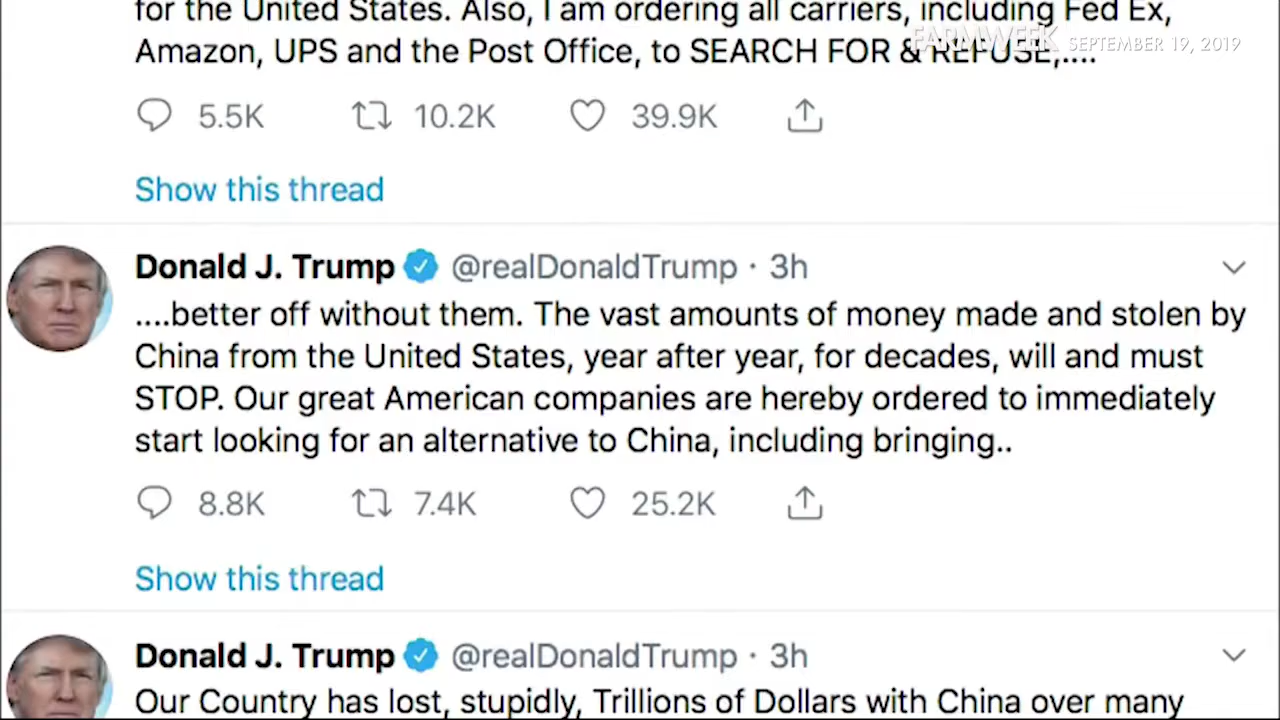 for the United States. Also, I am ordering all carriers, including Fed Ex,
Amazon, UPS and the Post Office, to SEARCH FOR & REFUSE,....
FARMWEEK SEPTEMBER 19, 2019
5.5K 10.2K 39.9K
Show this thread
Donald J. Trump @realDonaldTrump · 3h
....better off without them. The vast amounts of money made and stolen by
China from the United States, year after year, for decades, will and must
STOP. Our great American companies are hereby ordered to immediately
start looking for an alternative to China, including bringing..
8.8K 7.4K 25.2K
Show this thread
Donald J. Trump @realDonaldTrump · 3h
Our Country has lost, stupidly, Trillions of Dollars with China over many